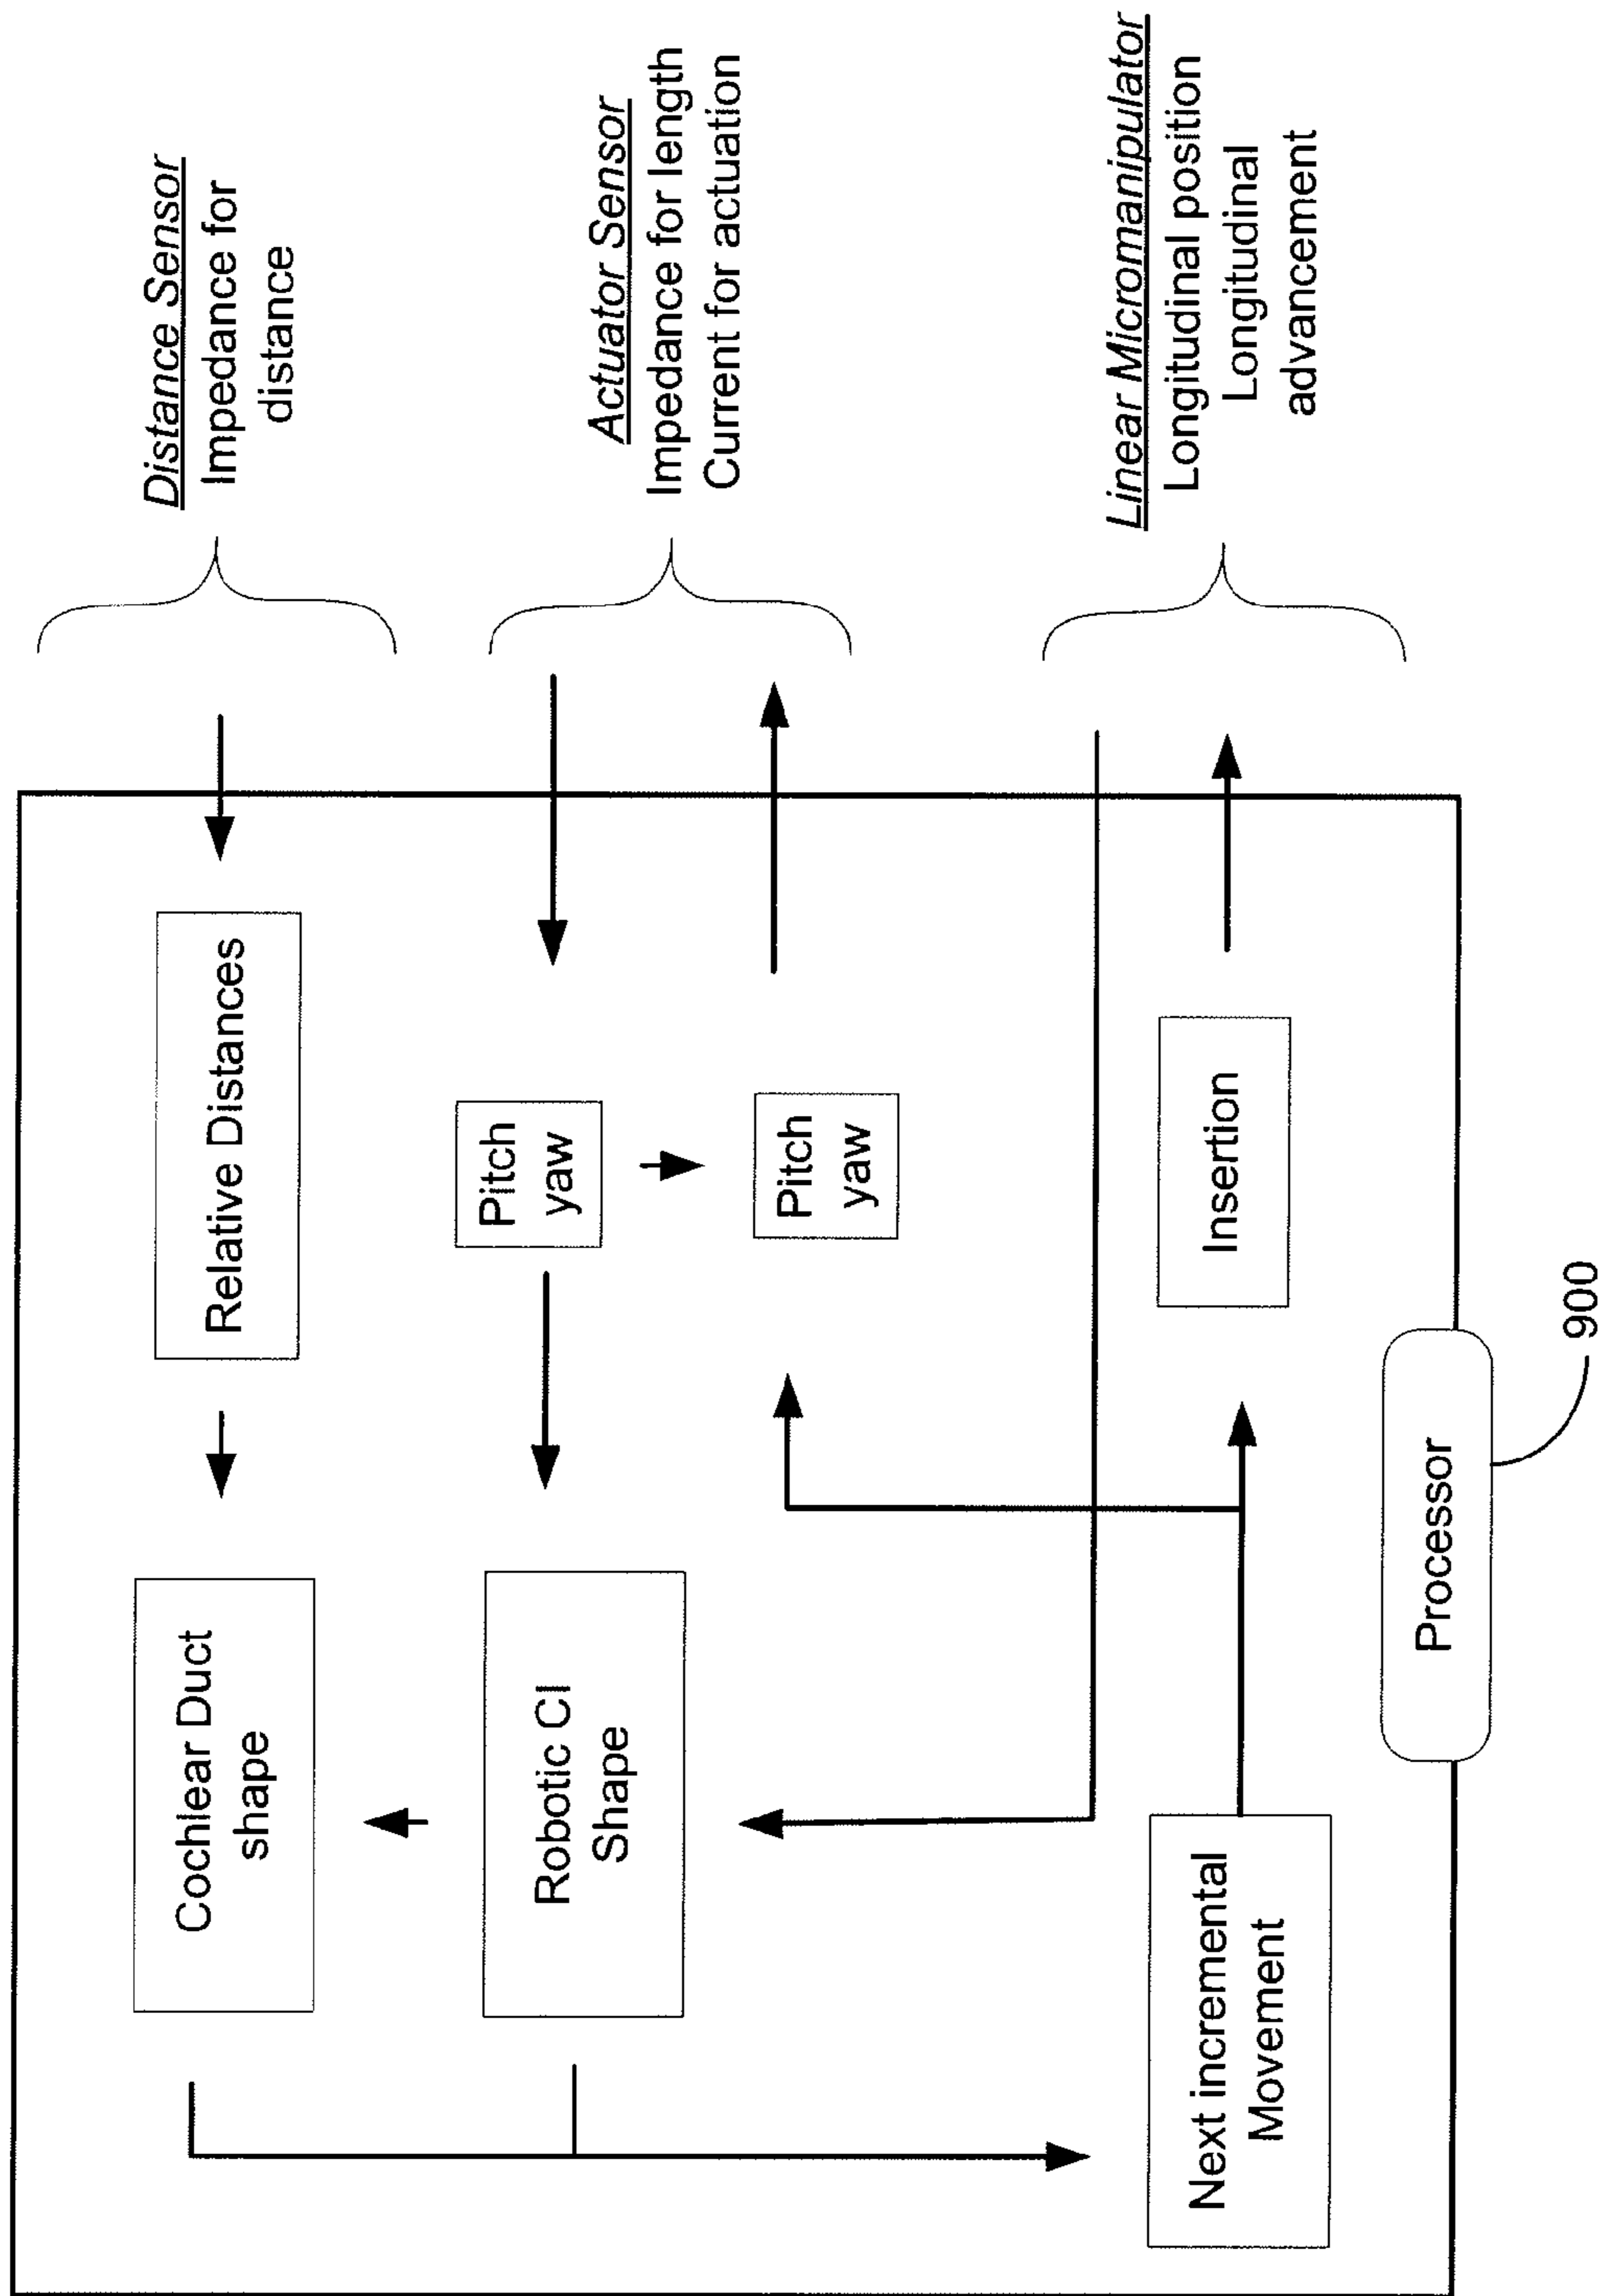 Distance Sensor
Impedance for
distance
Actuator Sensor
Impedance for length
Current for actuation
Linear Micromanipulator
Longitudinal position
Longitudinal
advancement
Relative Distances
Cochlear Duct
shape
Pitch
yaw
Robotic CI
Shape
Pitch
yaw
Insertion
Next incremental
Movement
Processor
900